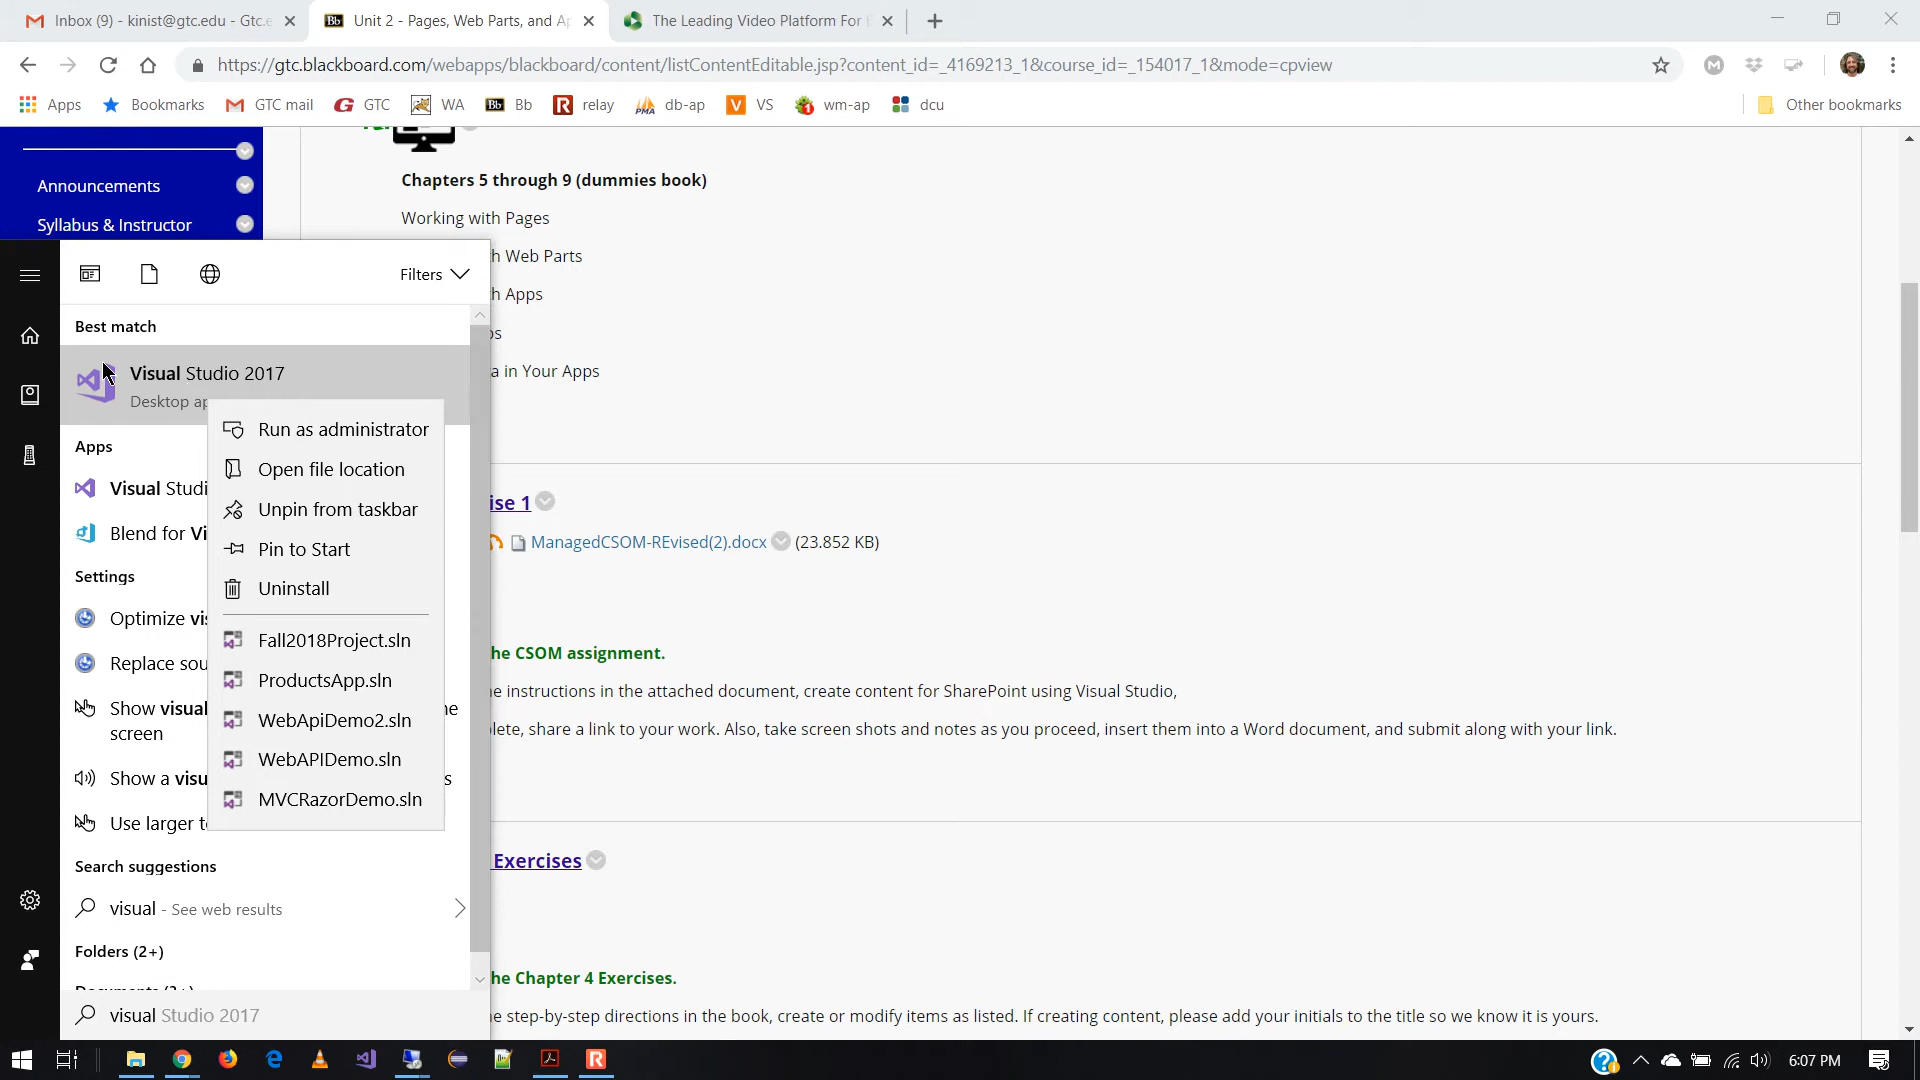 Inbox (9) - kinist@gtc.edu - Gtc.e
Unit 2 - Pages, Web Parts, and Ap
The Leading Video Platform For E
https://gtc.blackboard.com/webapps/blackboard/content/listContentEditable.jsp?content_id=_4169213_1&course_id=_154017_1&mode=cpview
Apps
Bookmarks
GTC mail
GTC
WA
Bb
relay
db-ap
VS
wm-ap
dcu
Other bookmarks
Announcements
Syllabus & Instructor
Chapters 5 through 9 (dummies book)
Working with Pages
h Web Parts
h Apps
ps
a in Your Apps
ise 1
ManagedCSOM-REvised(2).docx (23.852 KB)
he CSOM assignment.
e instructions in the attached document, create content for SharePoint using Visual Studio,
lete, share a link to your work. Also, take screen shots and notes as you proceed, insert them into a Word document, and submit along with your link.
Exercises
he Chapter 4 Exercises.
e step-by-step directions in the book, create or modify items as listed. If creating content, please add your initials to the title so we know it is yours.
Filters
Best match
Visual Studio 2017
Desktop ap
Apps
Visual Studi
Blend for Vi
Settings
Optimize vis
Replace sou
Show visual
ne
screen
Show a visu
s
Use larger t
Search suggestions
visual - See web results
Folders (2+)
visual Studio 2017
Run as administrator
Open file location
Unpin from taskbar
Pin to Start
Uninstall
Fall2018Project.sln
ProductsApp.sln
WebApiDemo2.sln
WebAPIDemo.sln
MVCRazorDemo.sln
6:07 PM